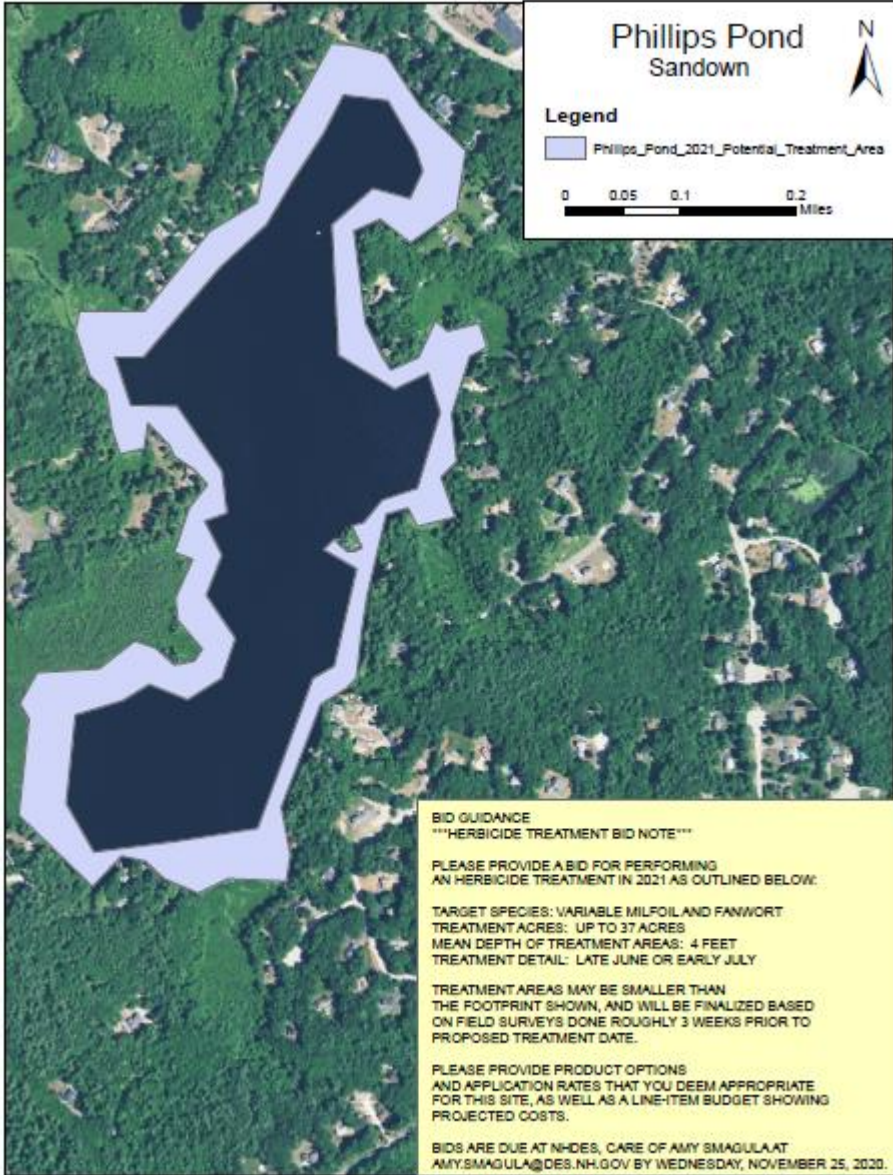 Phillips Pond
Sandown
N
Legend
Phillips_Pond_2021_Potential_Treatment_Area
0 0.05 0.1 0.2
Miles
BID GUIDANCE
***HERBICIDE TREATMENT BID NOTE***
PLEASE PROVIDE A BID FOR PERFORMING
AN HERBICIDE TREATMENT IN 2021 AS OUTLINED BELOW:
TARGET SPECIES: VARIABLE MILFOIL AND FANWORT
TREATMENT ACRES: UP TO 37 ACRES
MEAN DEPTH OF TREATMENT AREAS: 4 FEET
TREATMENT DETAIL: LATE JUNE OR EARLY JULY
TREATMENT AREAS MAY BE SMALLER THAN
THE FOOTPRINT SHOWN, AND WILL BE FINALIZED BASED
ON FIELD SURVEYS DONE ROUGHLY 3 WEEKS PRIOR TO
PROPOSED TREATMENT DATE.
PLEASE PROVIDE PRODUCT OPTIONS
AND APPLICATION RATES THAT YOU DEEM APPROPRIATE
FOR THIS SITE, AS WELL AS A LINE-ITEM BUDGET SHOWING
PROJECTED COSTS.
BIDS ARE DUE AT NHDES, CARE OF AMY SMAGULA AT
AMY.SMAGULA@DES.NH.GOV BY WEDNESDAY, NOVEMBER 25, 2020.